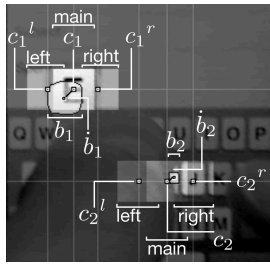 main
c₁ˡ c₁ c₁ʳ
left right
b₁ ḃ₁
b₂ ḃ₂
Q W U O P
c₂ˡ c₂ʳ
left right
main c₂
M